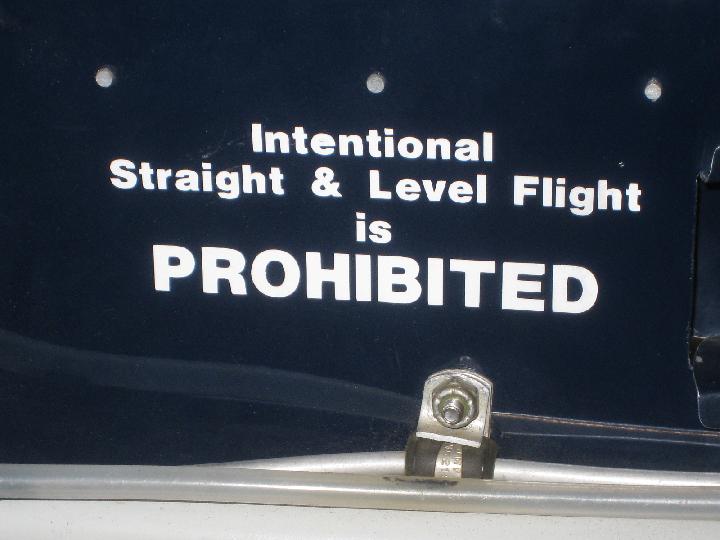 Intentional
Straight & Level Flight
is
PROHIBITED